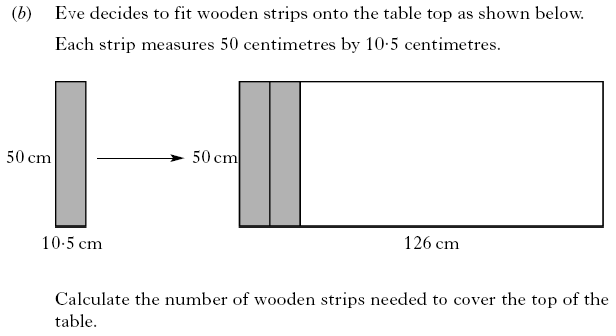 (b) Eve decides to fit wooden strips onto the table top as shown below.
Each strip measures 50 centimetres by 10·5 centimetres.
50 cm
50 cm
10·5 cm
126 cm
Calculate the number of wooden strips needed to cover the top of the
table.